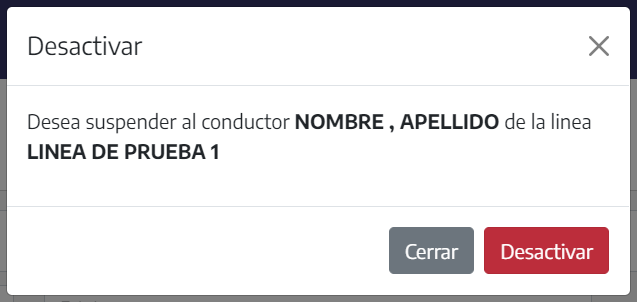 Desactivar
Desea suspender al conductor NOMBRE , APELLIDO de la linea
LINEA DE PRUEBA 1
Cerrar
Desactivar